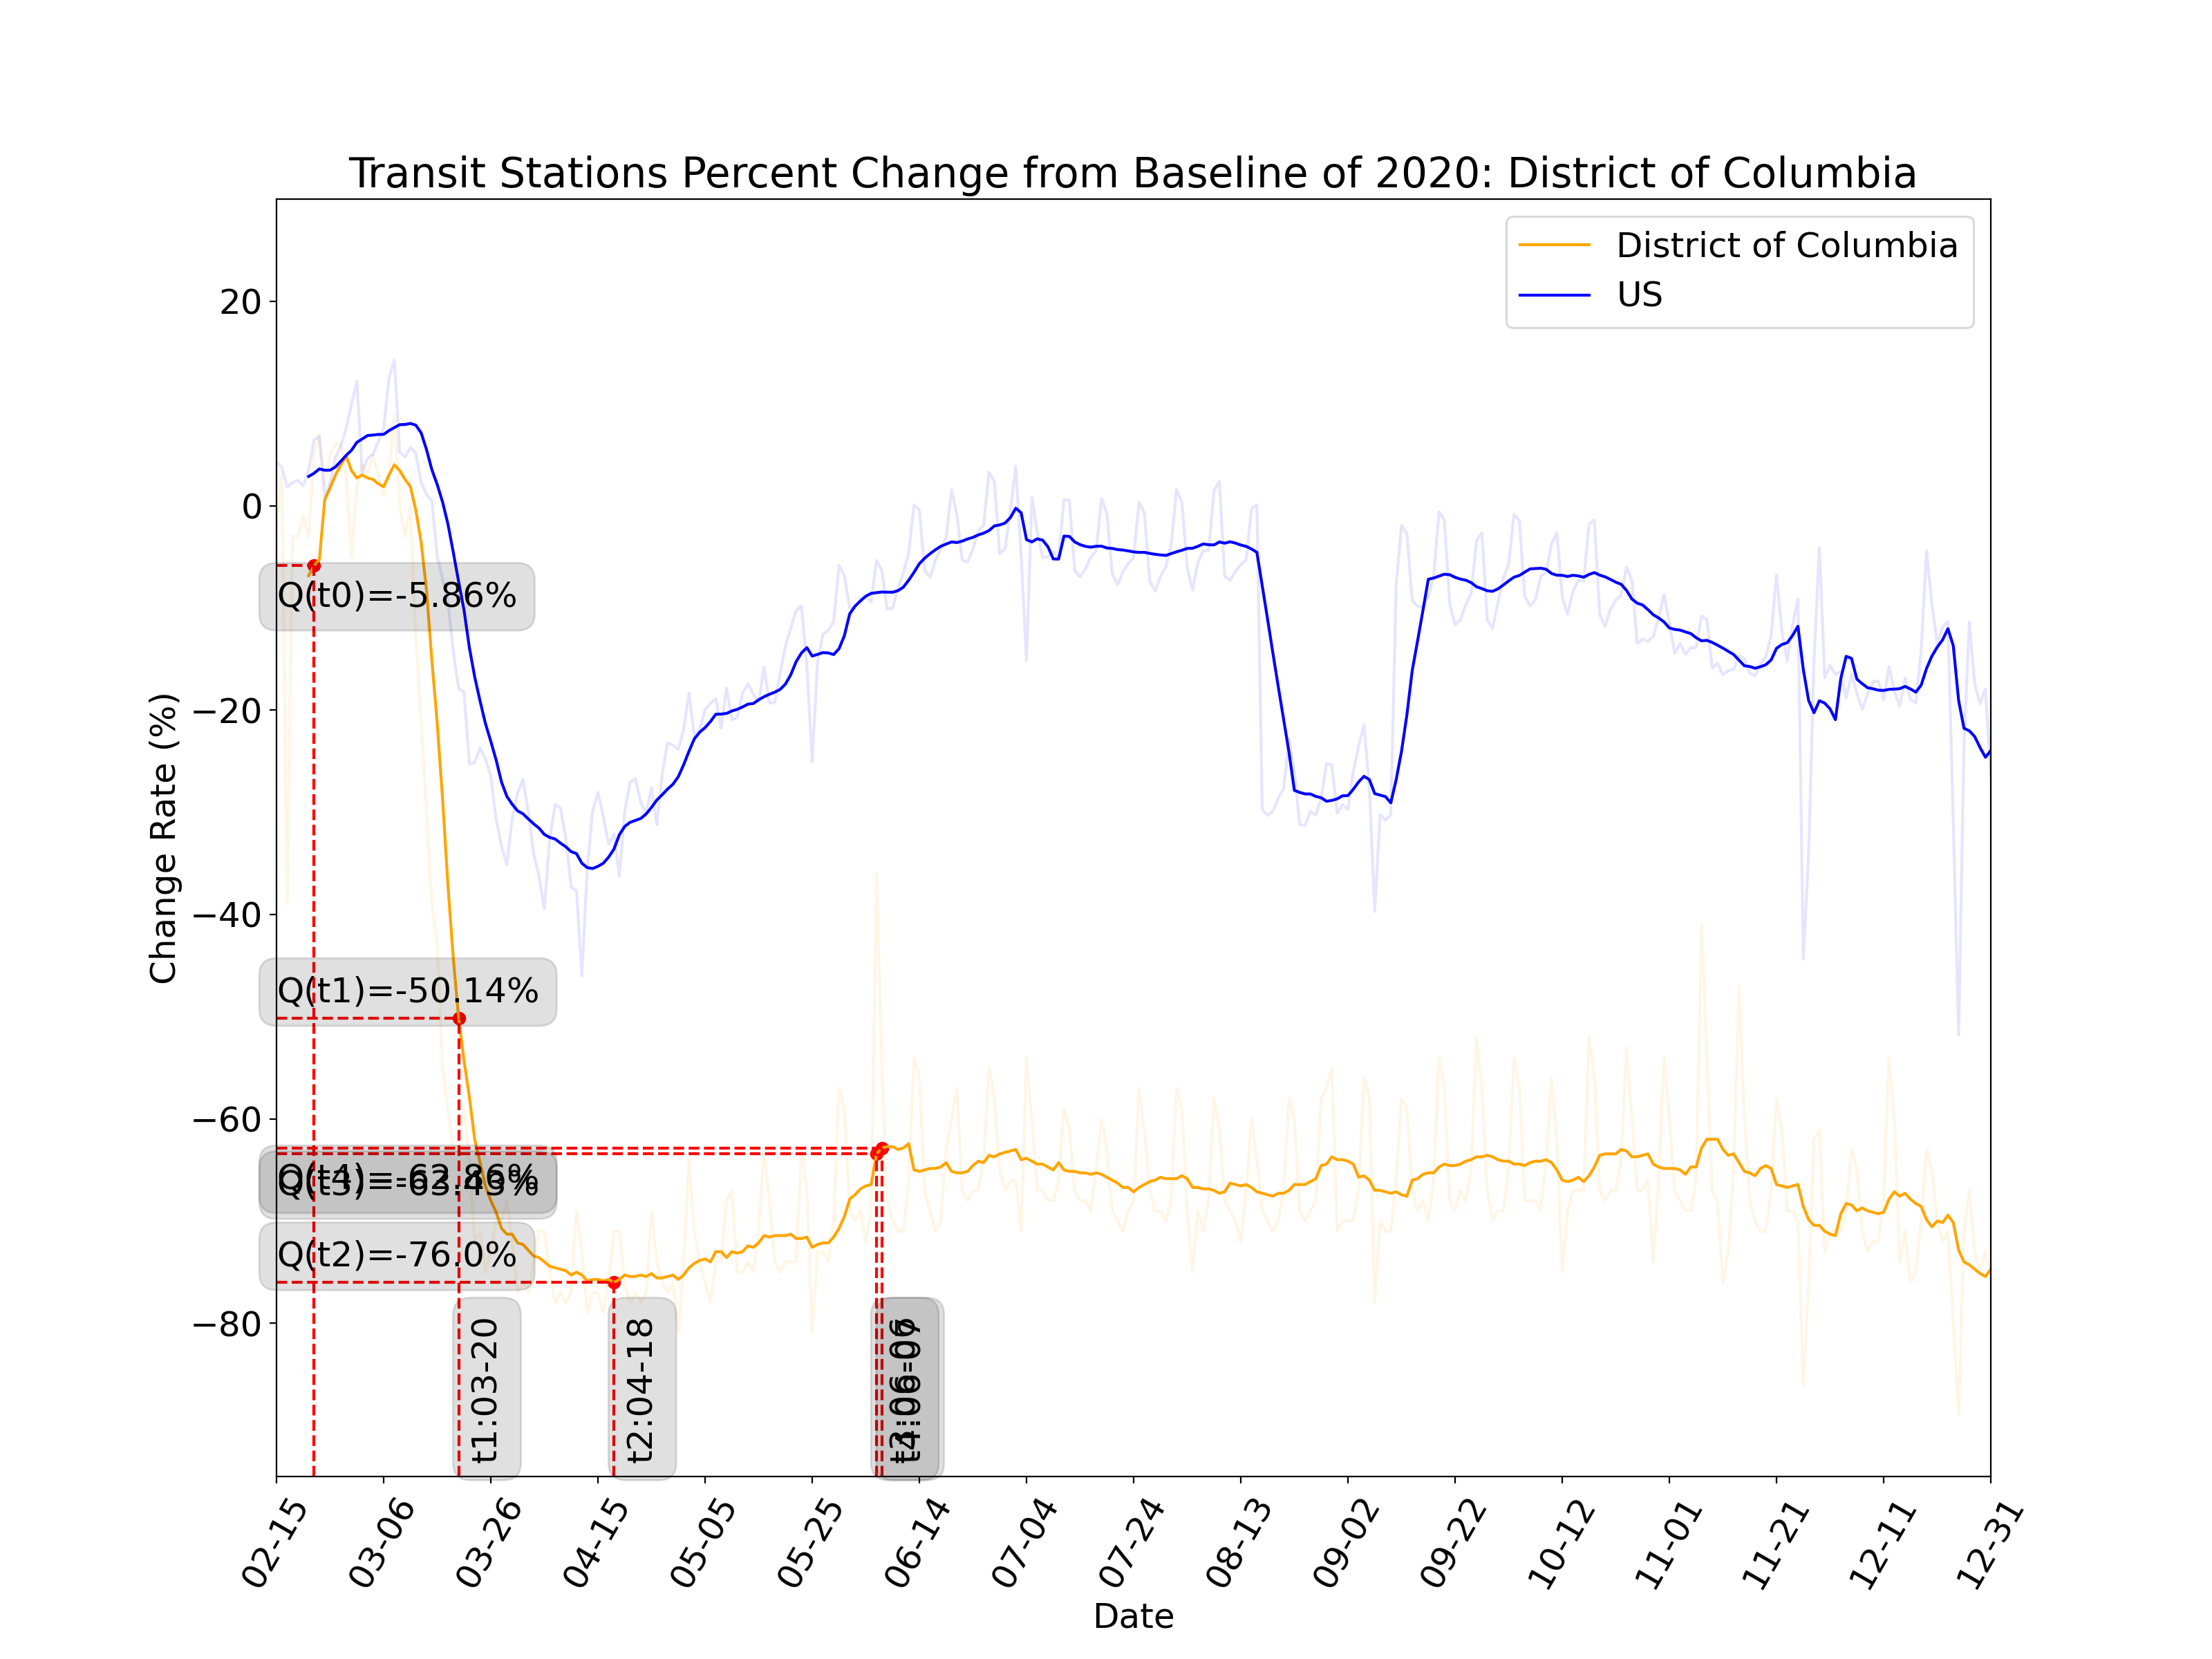 Transit Stations Percent Change from Baseline of 2020: District of Columbia
District of Columbia
US
Change Rate (%)
20
0
−20
−40
−60
−80
Q(t0)=-5.86%
Q(t1)=-50.14%
Q(t4)=-62.86%
Q(t2)=-76.0%
t1:03-20
t2:04-18
02-15
03-06
03-26
04-15
05-05
05-25
06-14
07-04
07-24
08-13
09-02
09-22
10-12
11-01
11-21
12-11
12-31
Date